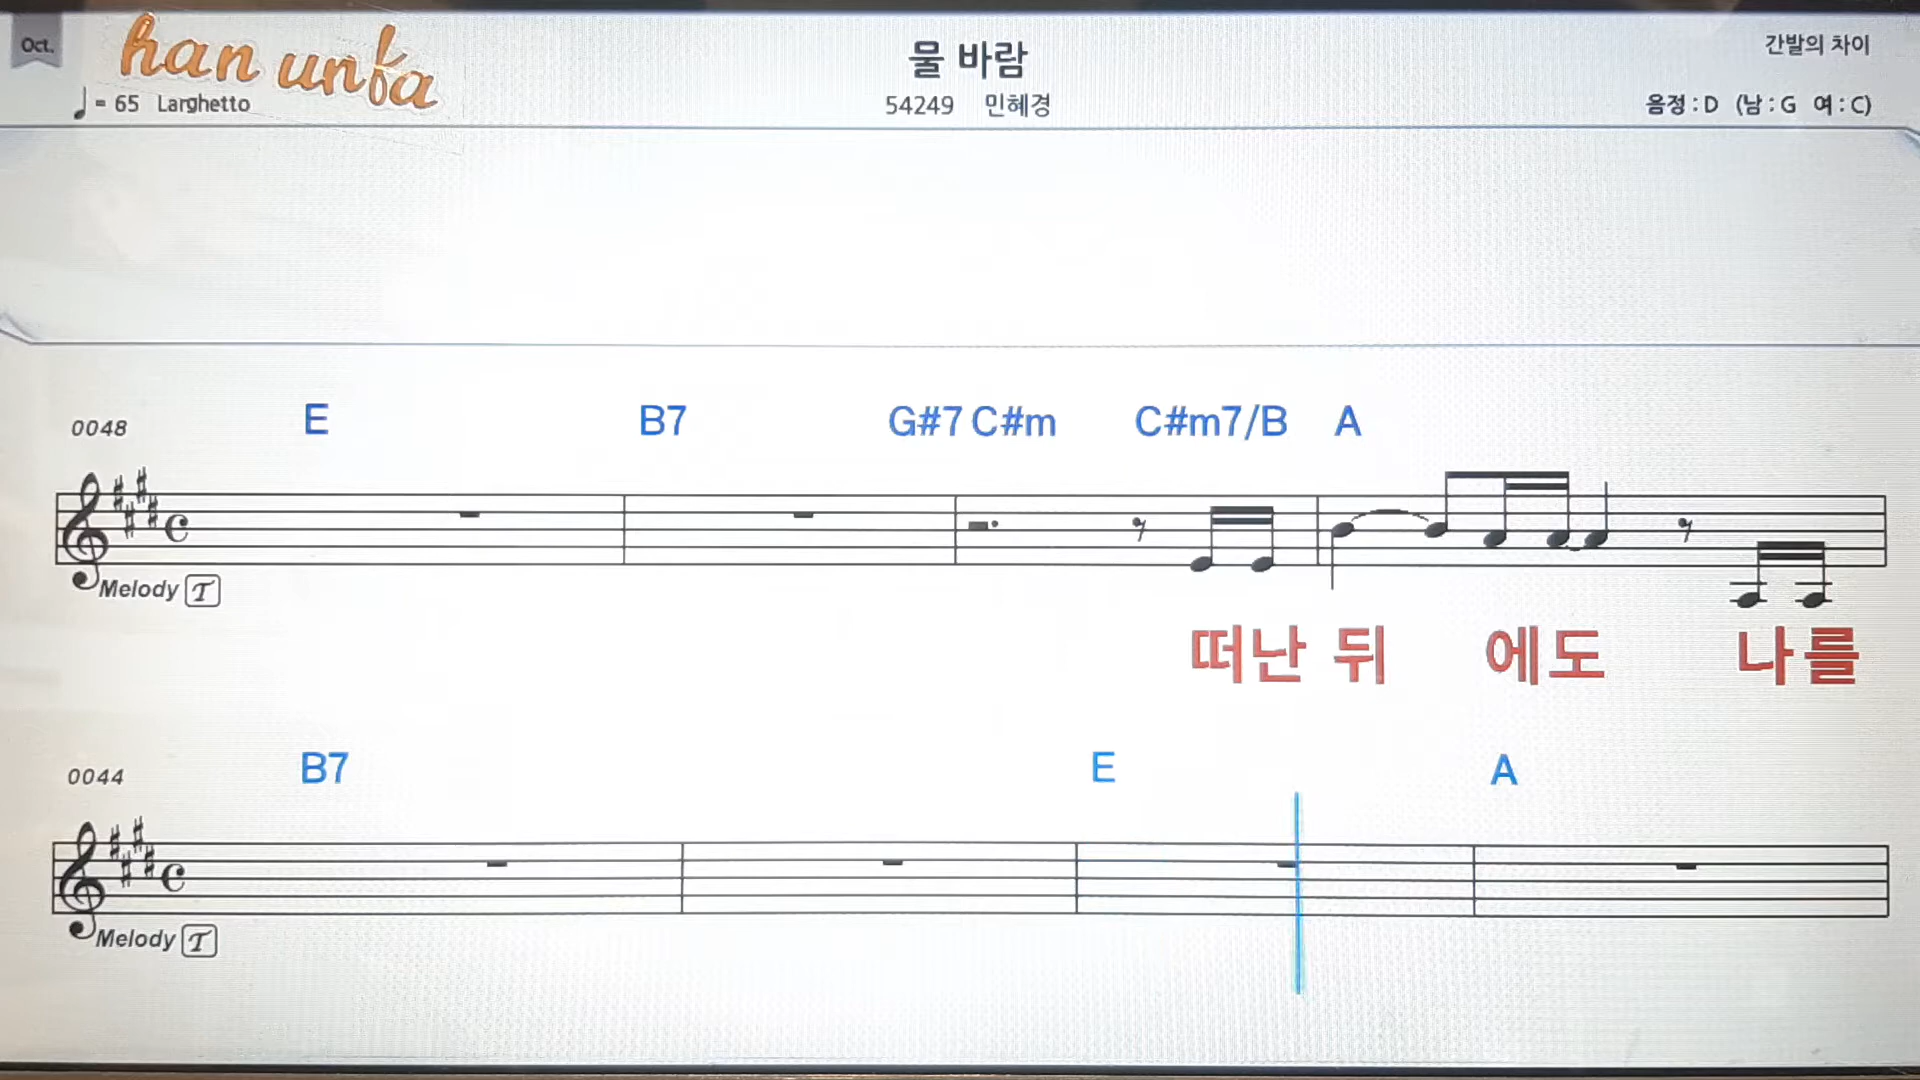 Oct.
han unfa
물 바람
간발의 차이
♩= 65 Larghetto
54249 민혜경
음정 : D (남 : G 여 : C)
0048
E B7 G#7 C#m C#m7/B A
Melody T
떠난 뒤 에도 나를
0044
B7 E A
Melody T